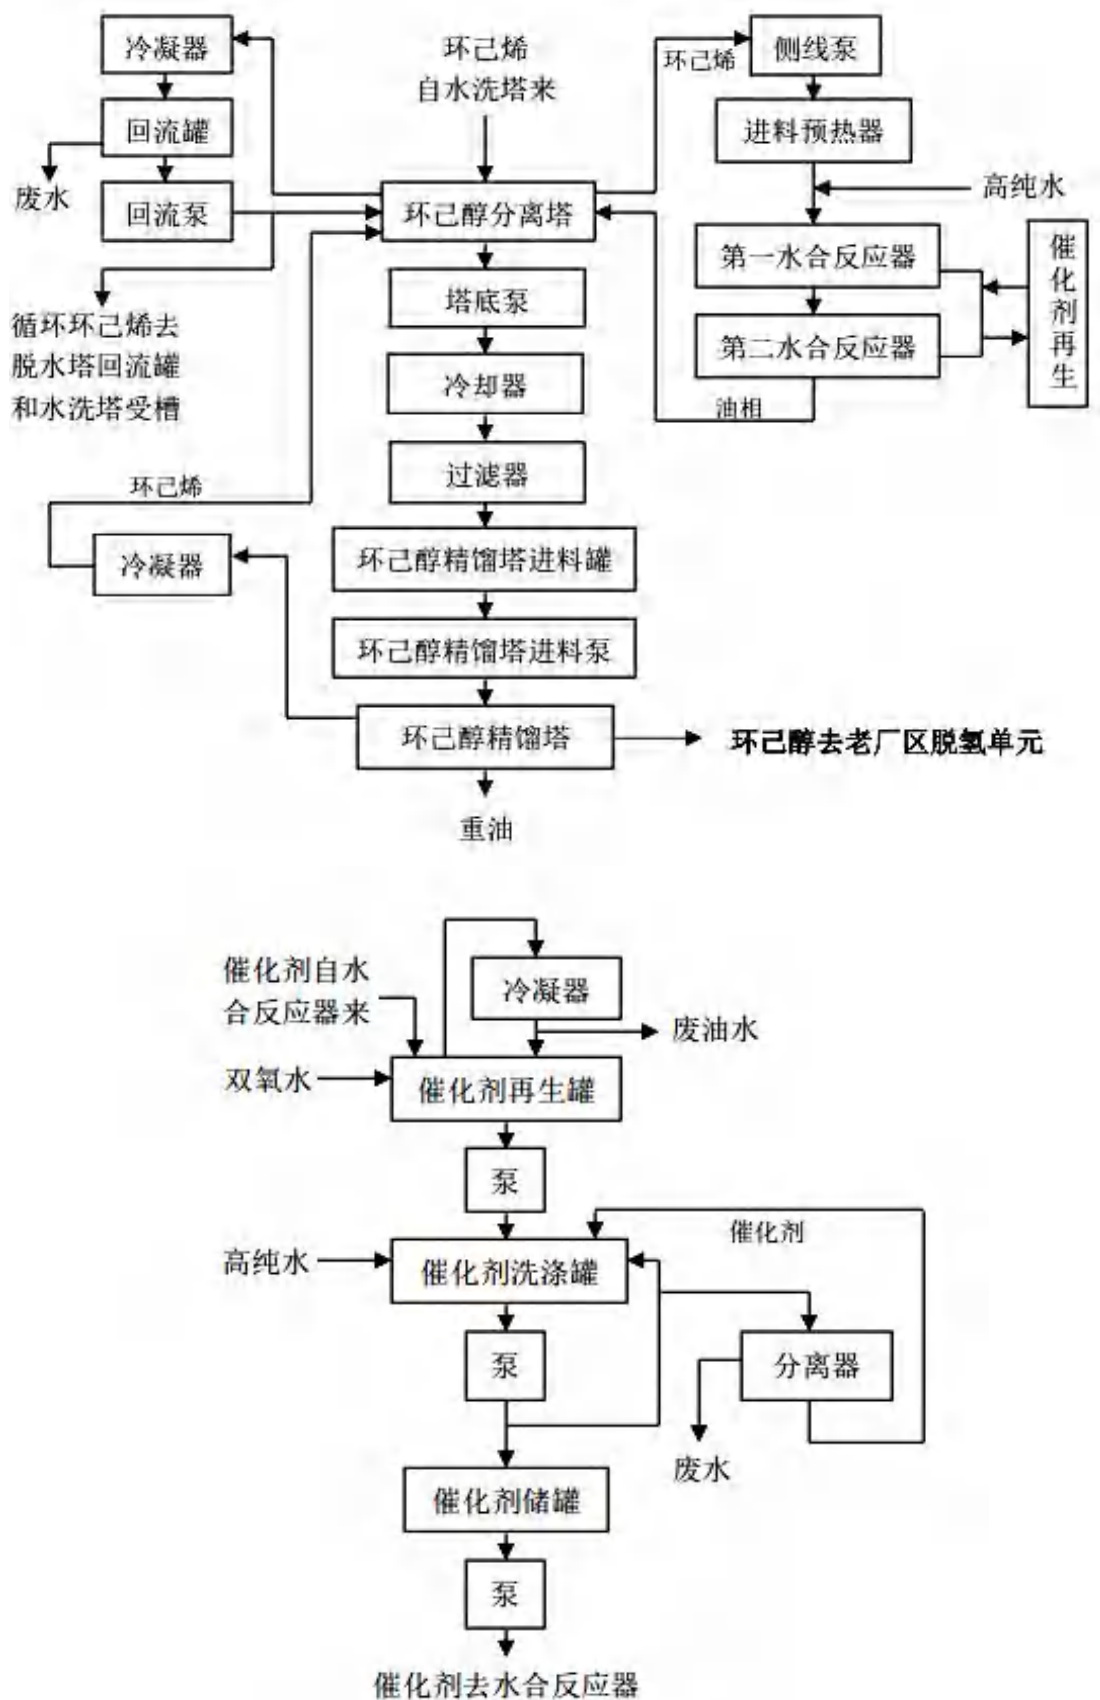 冷凝器
回流罐
废水
回流泵
循环环己烯去
脱水塔回流罐
和水洗塔受槽
环己烯
自水洗塔来
环己醇分离塔
塔底泵
冷却器
过滤器
环己醇精馏塔进料罐
环己醇精馏塔进料泵
环己醇精馏塔
重油
环己烯
冷凝器
环己醇去老厂区脱氢单元
环己烯
侧线泵
进料预热器
高纯水
第一水合反应器
第二水合反应器
油相
催
化
剂
再
生
催化剂自水
合反应器来
冷凝器
废油水
双氧水
催化剂再生罐
泵
高纯水
催化剂洗涤罐
催化剂
泵
分离器
废水
催化剂储罐
泵
催化剂去水合反应器